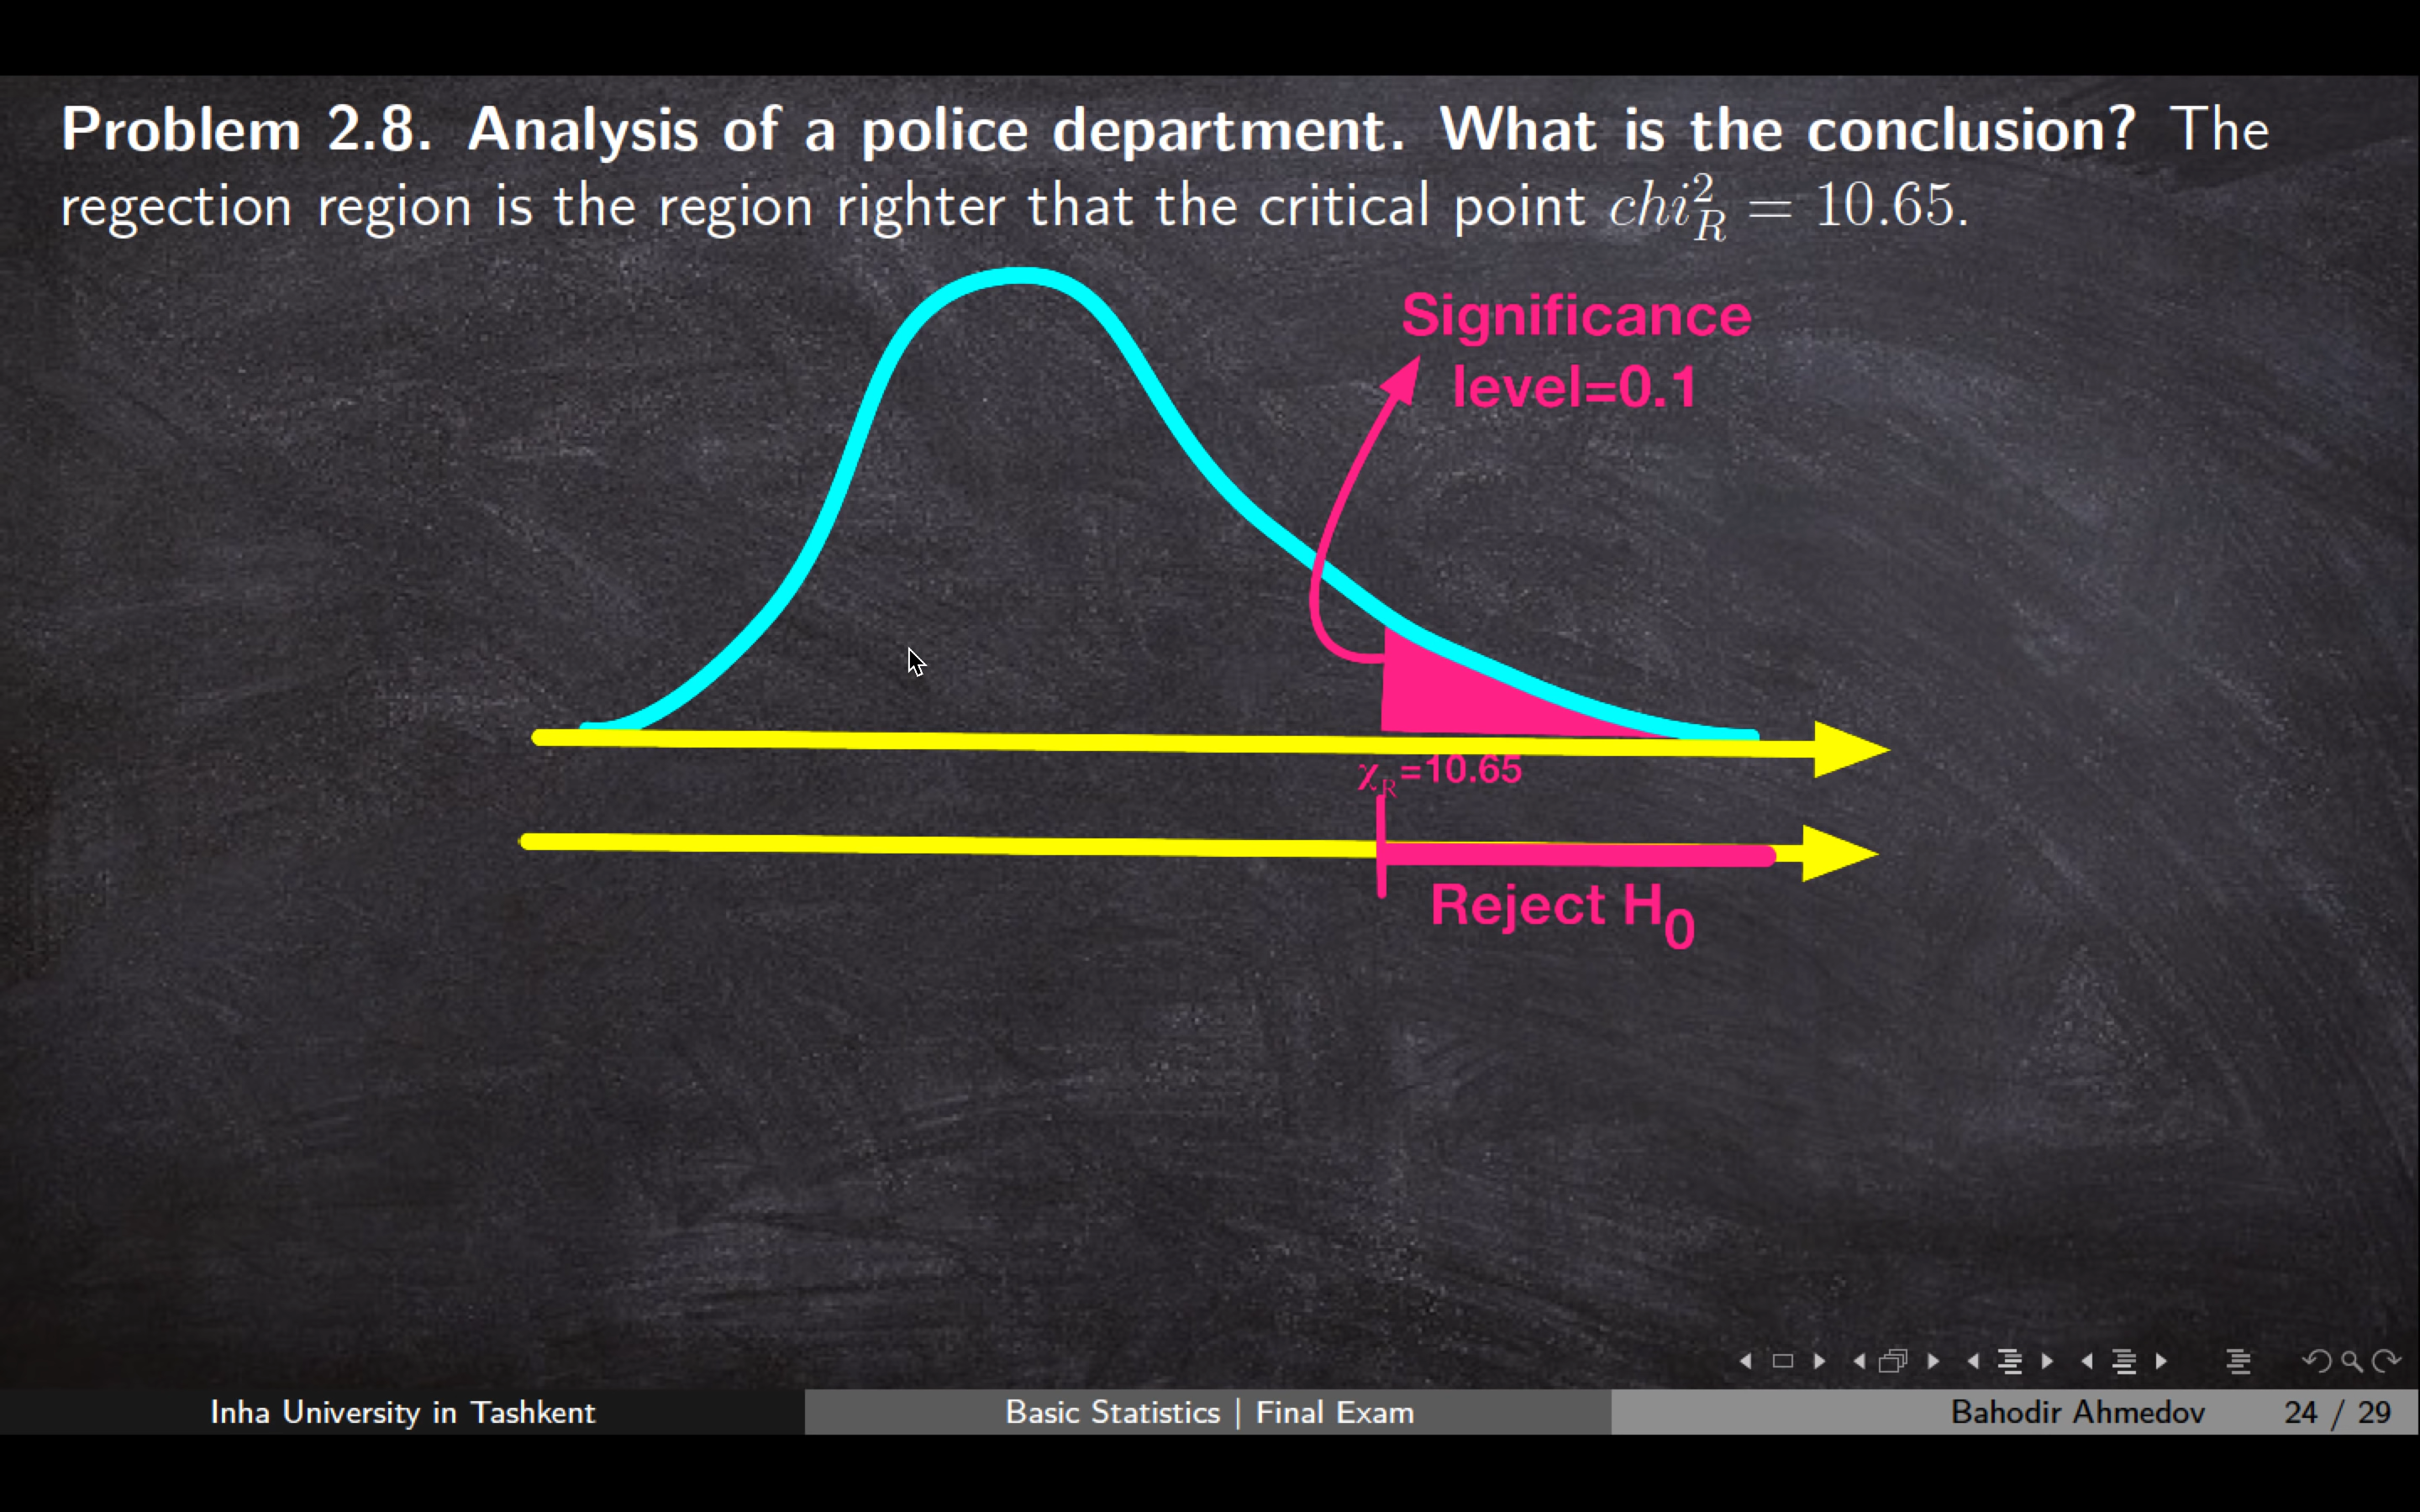 Problem 2.8. Analysis of a police department. What is the conclusion? The
regection region is the region righter that the critical point chi²_R = 10.65.
Significance
level=0.1
χ_R=10.65
Reject H₀
Inha University in Tashkent
Basic Statistics | Final Exam
Bahodir Ahmedov
24 / 29